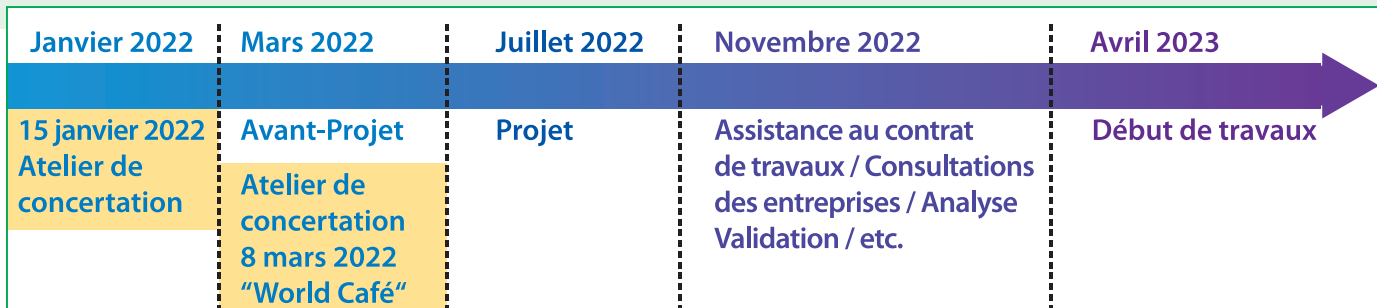 Janvier 2022
Mars 2022
Juillet 2022
Novembre 2022
Avril 2023
15 janvier 2022
Atelier de
concertation
Avant-Projet
Atelier de
concertation
8 mars 2022
“World Café“
Projet
Assistance au contrat
de travaux / Consultations
des entreprises / Analyse
Validation / etc.
Début de travaux